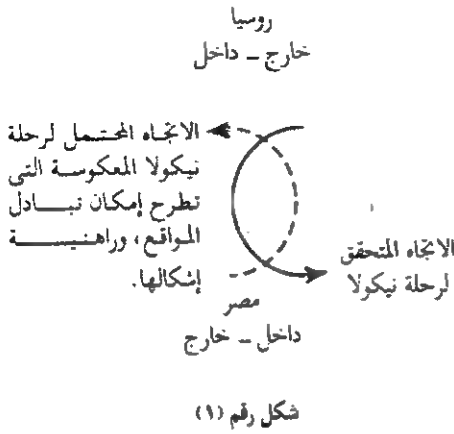 روسيا
خارج - داخل
الاتجاه المحتمل لرحلة
نيكولا المعكوسة التى
تطرح إمكان تبادل
المواقع، وراهنية
إشكالها.
الاتجاه المتحقق
لرحلة نيكولا
مصر
داخل - خارج
شكل رقم (١)